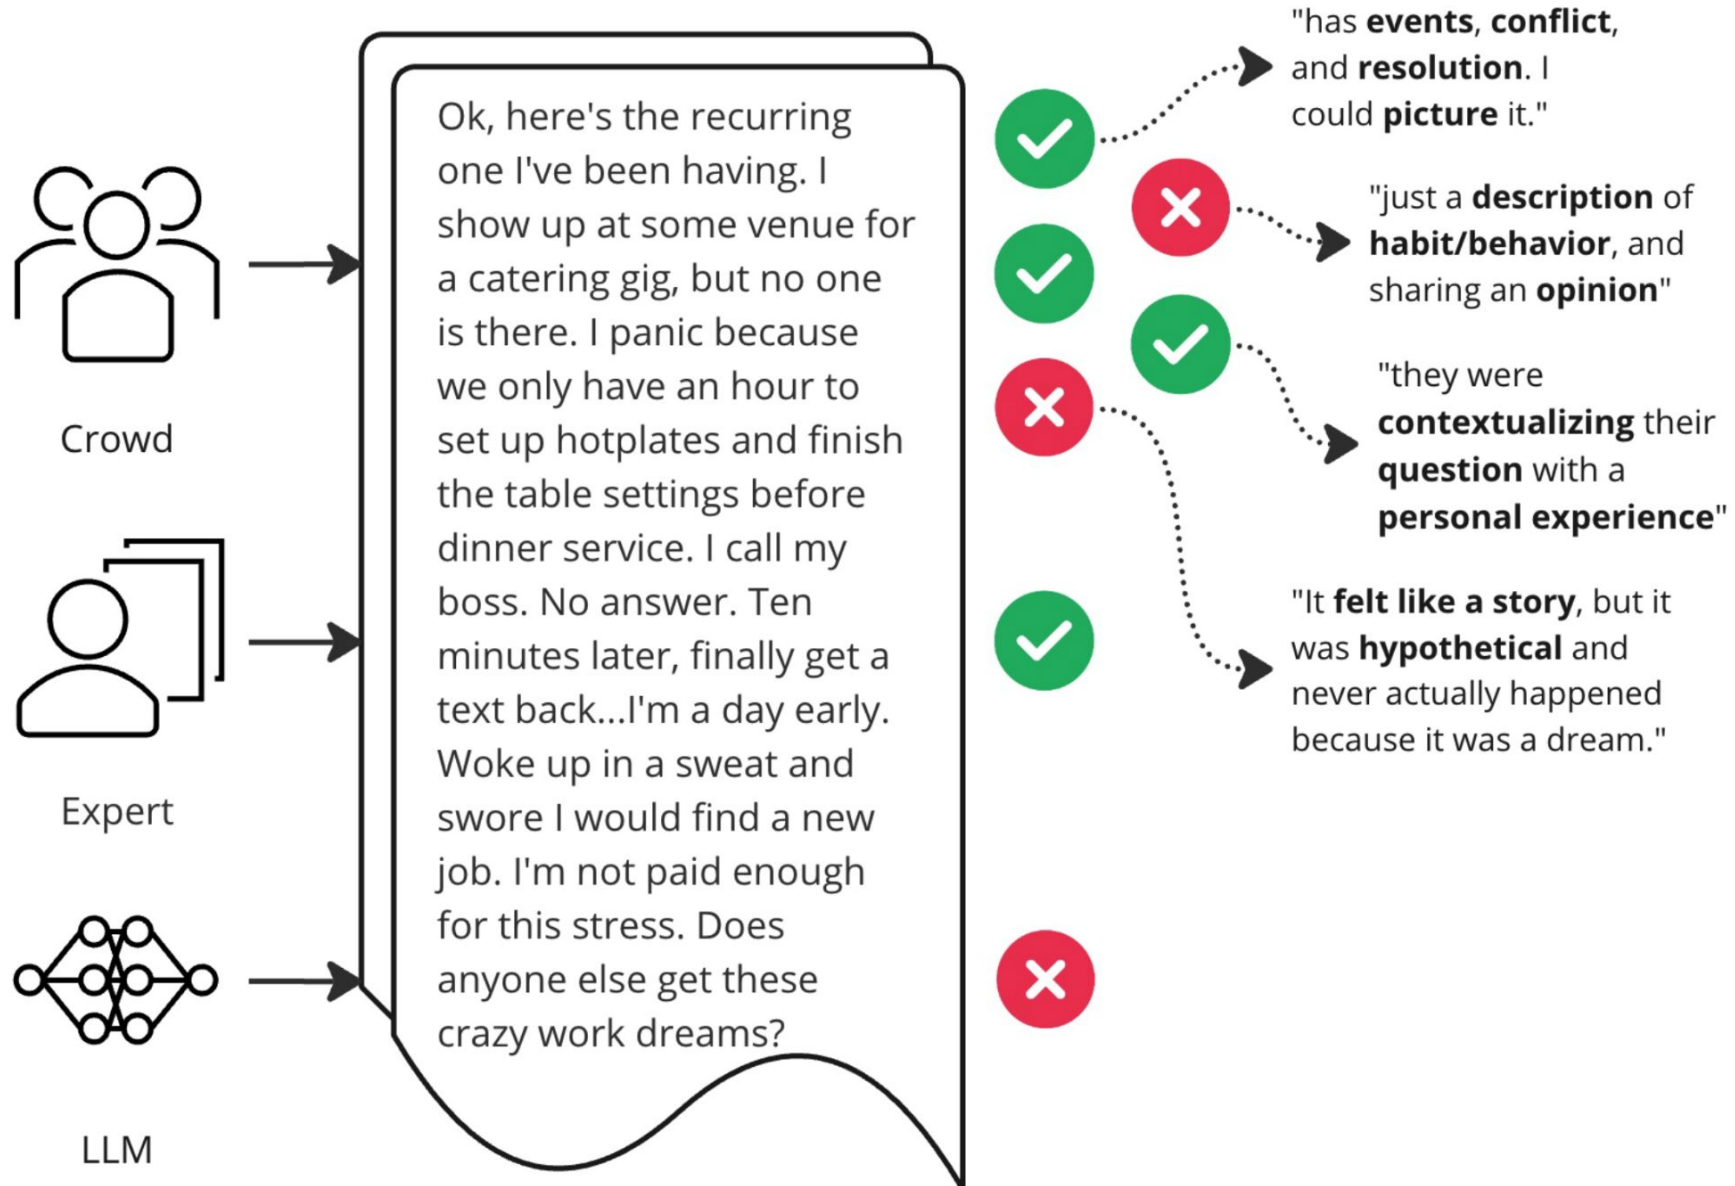 Crowd
Expert
LLM
Ok, here's the recurring
one I've been having. I
show up at some venue for
a catering gig, but no one
is there. I panic because
we only have an hour to
set up hotplates and finish
the table settings before
dinner service. I call my
boss. No answer. Ten
minutes later, finally get a
text back...I'm a day early.
Woke up in a sweat and
swore I would find a new
job. I'm not paid enough
for this stress. Does
anyone else get these
crazy work dreams?
"has events, conflict,
and resolution. I
could picture it."
"just a description of
habit/behavior, and
sharing an opinion"
"they were
contextualizing their
question with a
personal experience"
"It felt like a story, but it
was hypothetical and
never actually happened
because it was a dream."